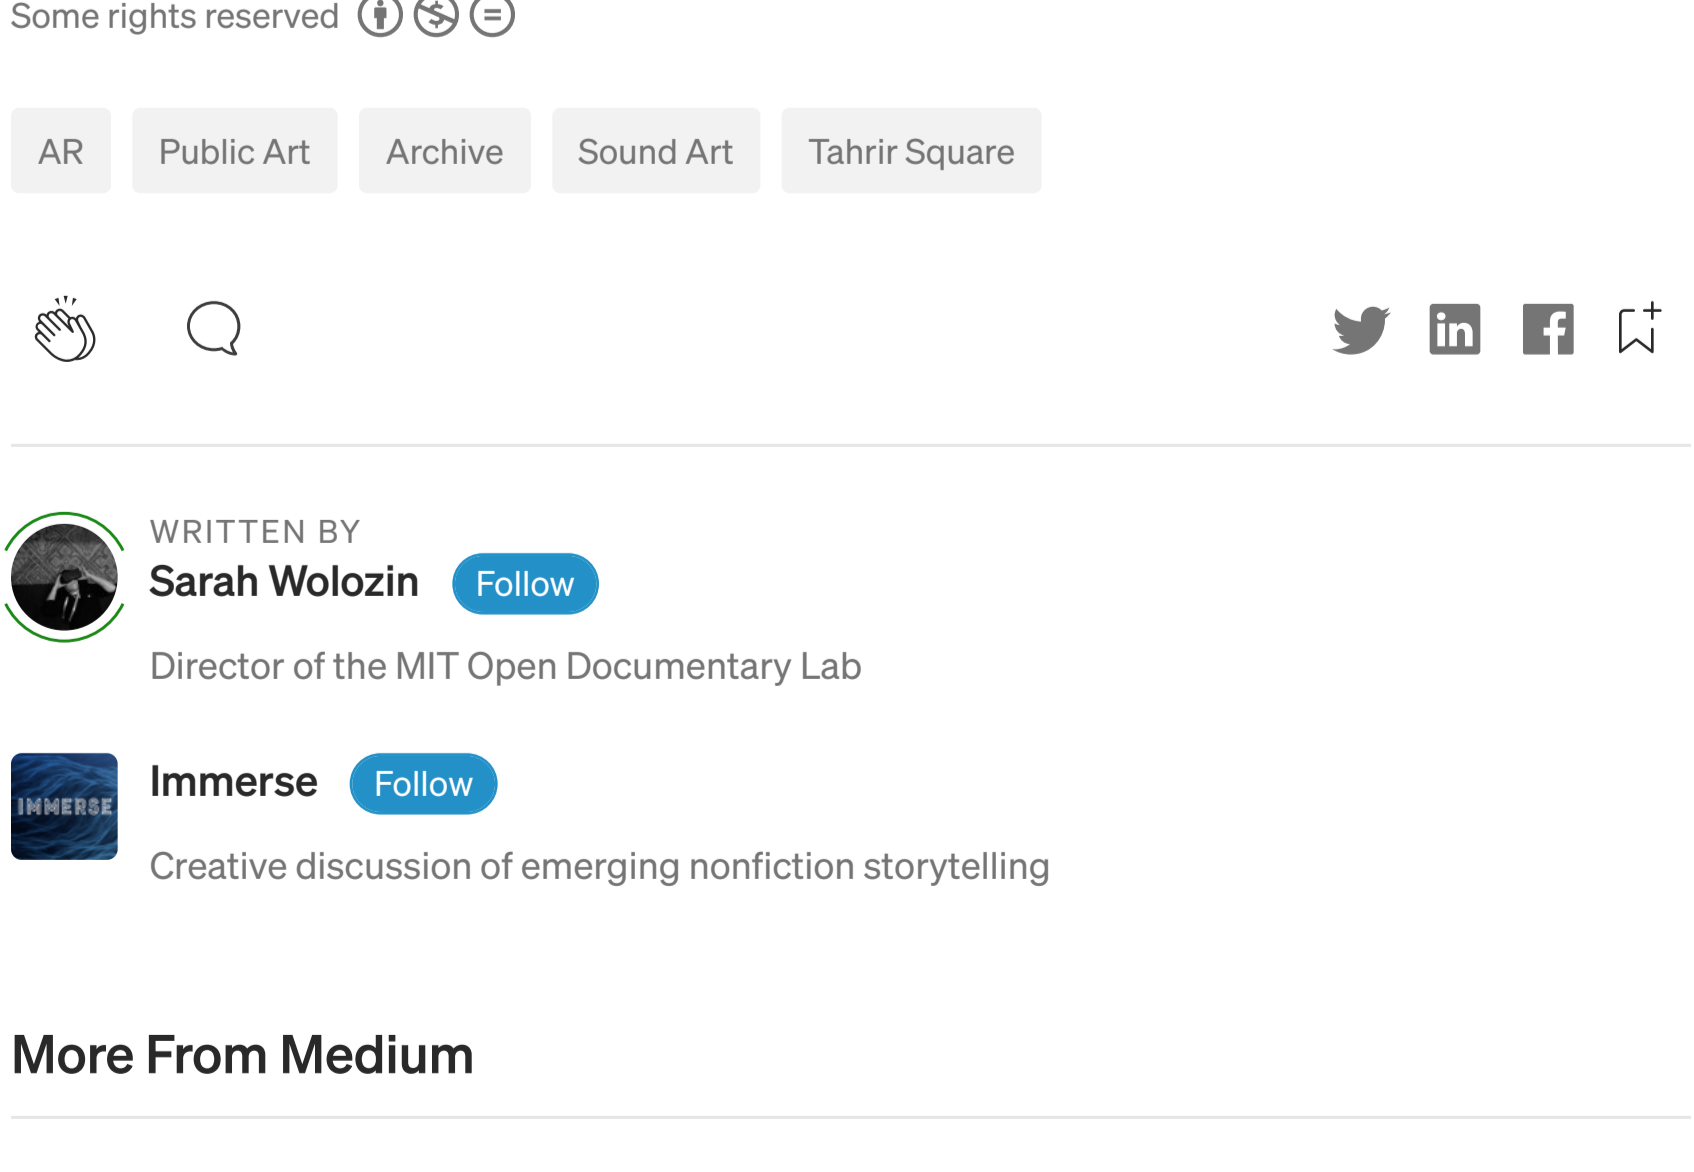 Some rights reserved
AR
Public Art
Archive
Sound Art
Tahrir Square
WRITTEN BY
Sarah Wolozin
Follow
Director of the MIT Open Documentary Lab
IMMERSE
Immerse
Follow
Creative discussion of emerging nonfiction storytelling
More From Medium